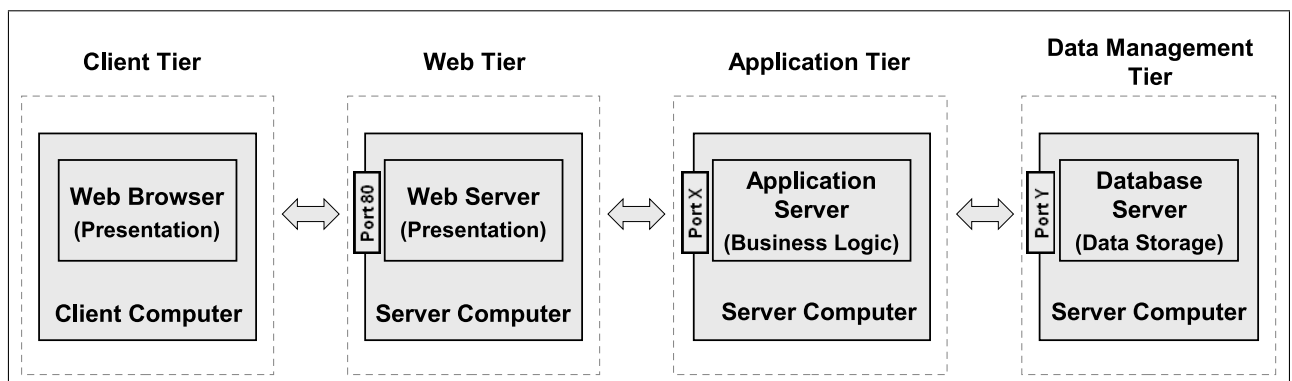 Client Tier
Web Tier
Application Tier
Data Management
Tier
Web Browser
(Presentation)
Client Computer
Port 80
Web Server
(Presentation)
Server Computer
Port X
Application
Server
(Business Logic)
Server Computer
Port Y
Database
Server
(Data Storage)
Server Computer